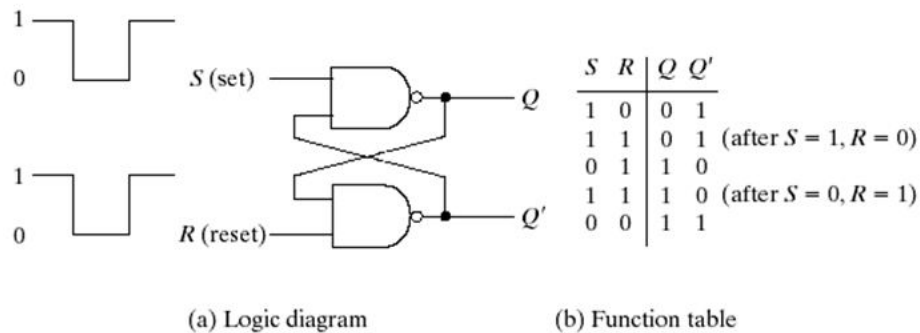 1
0
S (set)
Q
1
0
R (reset)
Q'
S R Q Q'
1 0 0 1
1 1 0 1 (after S = 1, R = 0)
0 1 1 0
1 1 1 0 (after S = 0, R = 1)
0 0 1 1
(a) Logic diagram
(b) Function table